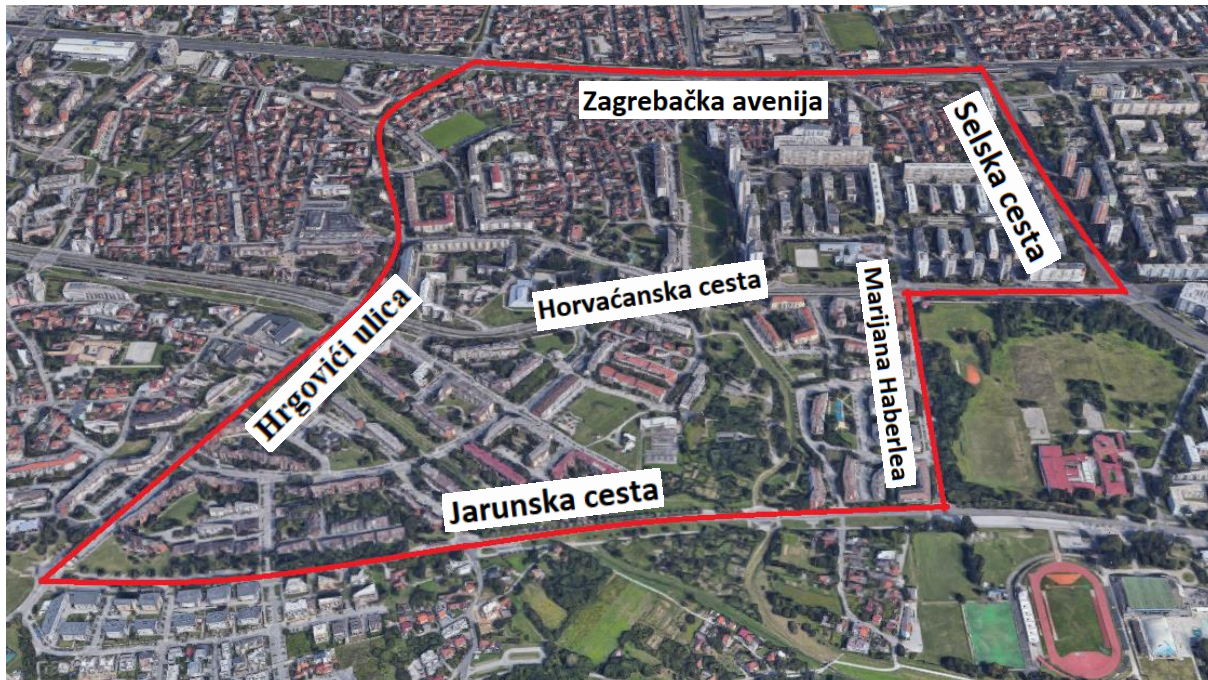 Zagrebačka avenija
Selska cesta
Horvaćanska cesta
Marijana Haberlea
Hrgovići ulica
Jarunska cesta